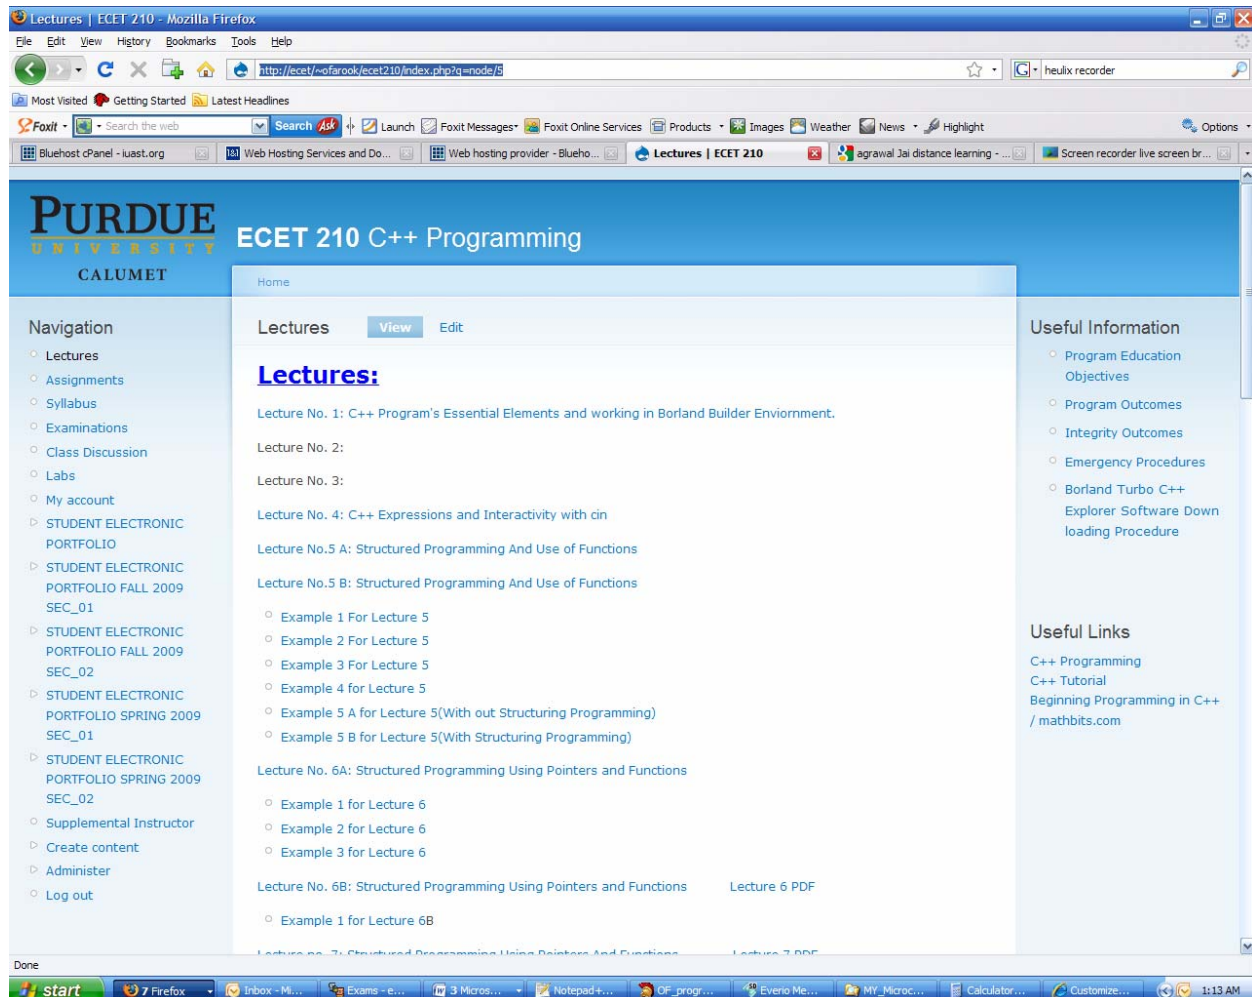 Lectures | ECET 210 - Mozilla Firefox
File Edit View History Bookmarks Tools Help
http://ecet/~ofarook/ecet210/index.php?q=node/5
heulix recorder
Most Visited Getting Started Latest Headlines
Foxit Search the web Search Ask Launch Foxit Messages Foxit Online Services Products Images Weather News Highlight Options
Bluehost cPanel - iuast.org Web Hosting Services and Do... Web hosting provider - Blueho... Lectures | ECET 210 agrawal Jai distance learning - ... Screen recorder live screen br...
PURDUE
UNIVERSITY
CALUMET
ECET 210 C++ Programming
Home
Navigation
Lectures
Assignments
Syllabus
Examinations
Class Discussion
Labs
My account
STUDENT ELECTRONIC
PORTFOLIO
STUDENT ELECTRONIC
PORTFOLIO FALL 2009
SEC_01
STUDENT ELECTRONIC
PORTFOLIO FALL 2009
SEC_02
STUDENT ELECTRONIC
PORTFOLIO SPRING 2009
SEC_01
STUDENT ELECTRONIC
PORTFOLIO SPRING 2009
SEC_02
Supplemental Instructor
Create content
Administer
Log out
Lectures View Edit
Lectures:
Lecture No. 1: C++ Program's Essential Elements and working in Borland Builder Enviornment.
Lecture No. 2:
Lecture No. 3:
Lecture No. 4: C++ Expressions and Interactivity with cin
Lecture No.5 A: Structured Programming And Use of Functions
Lecture No.5 B: Structured Programming And Use of Functions
Example 1 For Lecture 5
Example 2 For Lecture 5
Example 3 For Lecture 5
Example 4 for Lecture 5
Example 5 A for Lecture 5(With out Structuring Programming)
Example 5 B for Lecture 5(With Structuring Programming)
Lecture No. 6A: Structured Programming Using Pointers and Functions
Example 1 for Lecture 6
Example 2 for Lecture 6
Example 3 for Lecture 6
Lecture No. 6B: Structured Programming Using Pointers and Functions Lecture 6 PDF
Example 1 for Lecture 6B
Lecture no. 7: Structured Programming Using Pointers And Functions Lecture 7 PDF
Useful Information
Program Education
Objectives
Program Outcomes
Integrity Outcomes
Emergency Procedures
Borland Turbo C++
Explorer Software Down
loading Procedure
Useful Links
C++ Programming
C++ Tutorial
Beginning Programming in C++
/ mathbits.com
Done
start 7 Firefox Inbox - Mi... Exams - e... 3 Micros... Notepad+... OF_progr... Everio Me... MY_Microc... Calculator... Customize... 1:13 AM